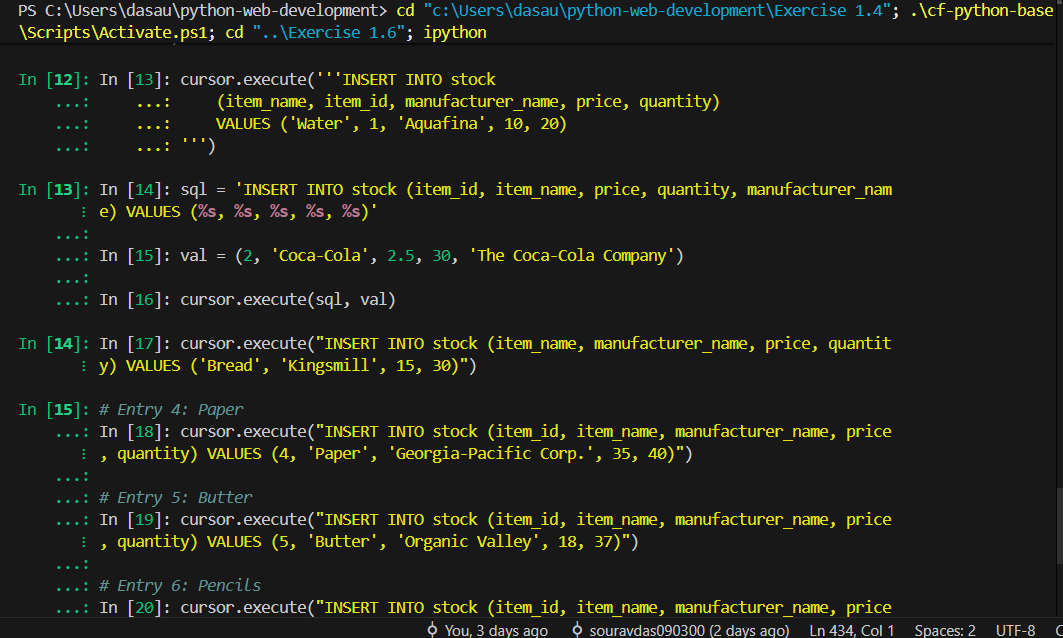 PS C:\Users\dasau\python-web-development> cd "c:\Users\dasau\python-web-development\Exercise 1.4"; .\cf-python-base
\Scripts\Activate.ps1; cd "..\Exercise 1.6"; ipython
In [12]: In [13]: cursor.execute('''INSERT INTO stock
...:     ...:     (item_name, item_id, manufacturer_name, price, quantity)
...:     ...:     VALUES ('Water', 1, 'Aquafina', 10, 20)
...:     ...: ''')
In [13]: In [14]: sql = 'INSERT INTO stock (item_id, item_name, price, quantity, manufacturer_nam
⋮ e) VALUES (%s, %s, %s, %s, %s)'
...:
...: In [15]: val = (2, 'Coca-Cola', 2.5, 30, 'The Coca-Cola Company')
...:
...: In [16]: cursor.execute(sql, val)
In [14]: In [17]: cursor.execute("INSERT INTO stock (item_name, manufacturer_name, price, quantit
⋮ y) VALUES ('Bread', 'Kingsmill', 15, 30)")
In [15]: # Entry 4: Paper
...: In [18]: cursor.execute("INSERT INTO stock (item_id, item_name, manufacturer_name, price
⋮ , quantity) VALUES (4, 'Paper', 'Georgia-Pacific Corp.', 35, 40)")
...:
...: # Entry 5: Butter
...: In [19]: cursor.execute("INSERT INTO stock (item_id, item_name, manufacturer_name, price
⋮ , quantity) VALUES (5, 'Butter', 'Organic Valley', 18, 37)")
...:
...: # Entry 6: Pencils
...: In [20]: cursor.execute("INSERT INTO stock (item_id, item_name, manufacturer_name, price
You, 3 days ago souravdas090300 (2 days ago) Ln 434, Col 1 Spaces: 2 UTF-8